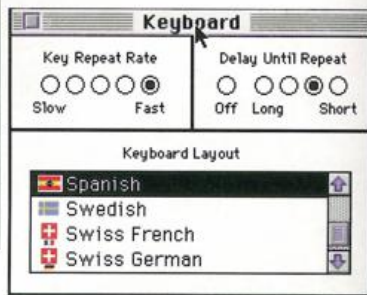 Keyboard
Key Repeat Rate
Slow Fast
Delay Until Repeat
Off Long Short
Keyboard Layout
Spanish
Swedish
Swiss French
Swiss German